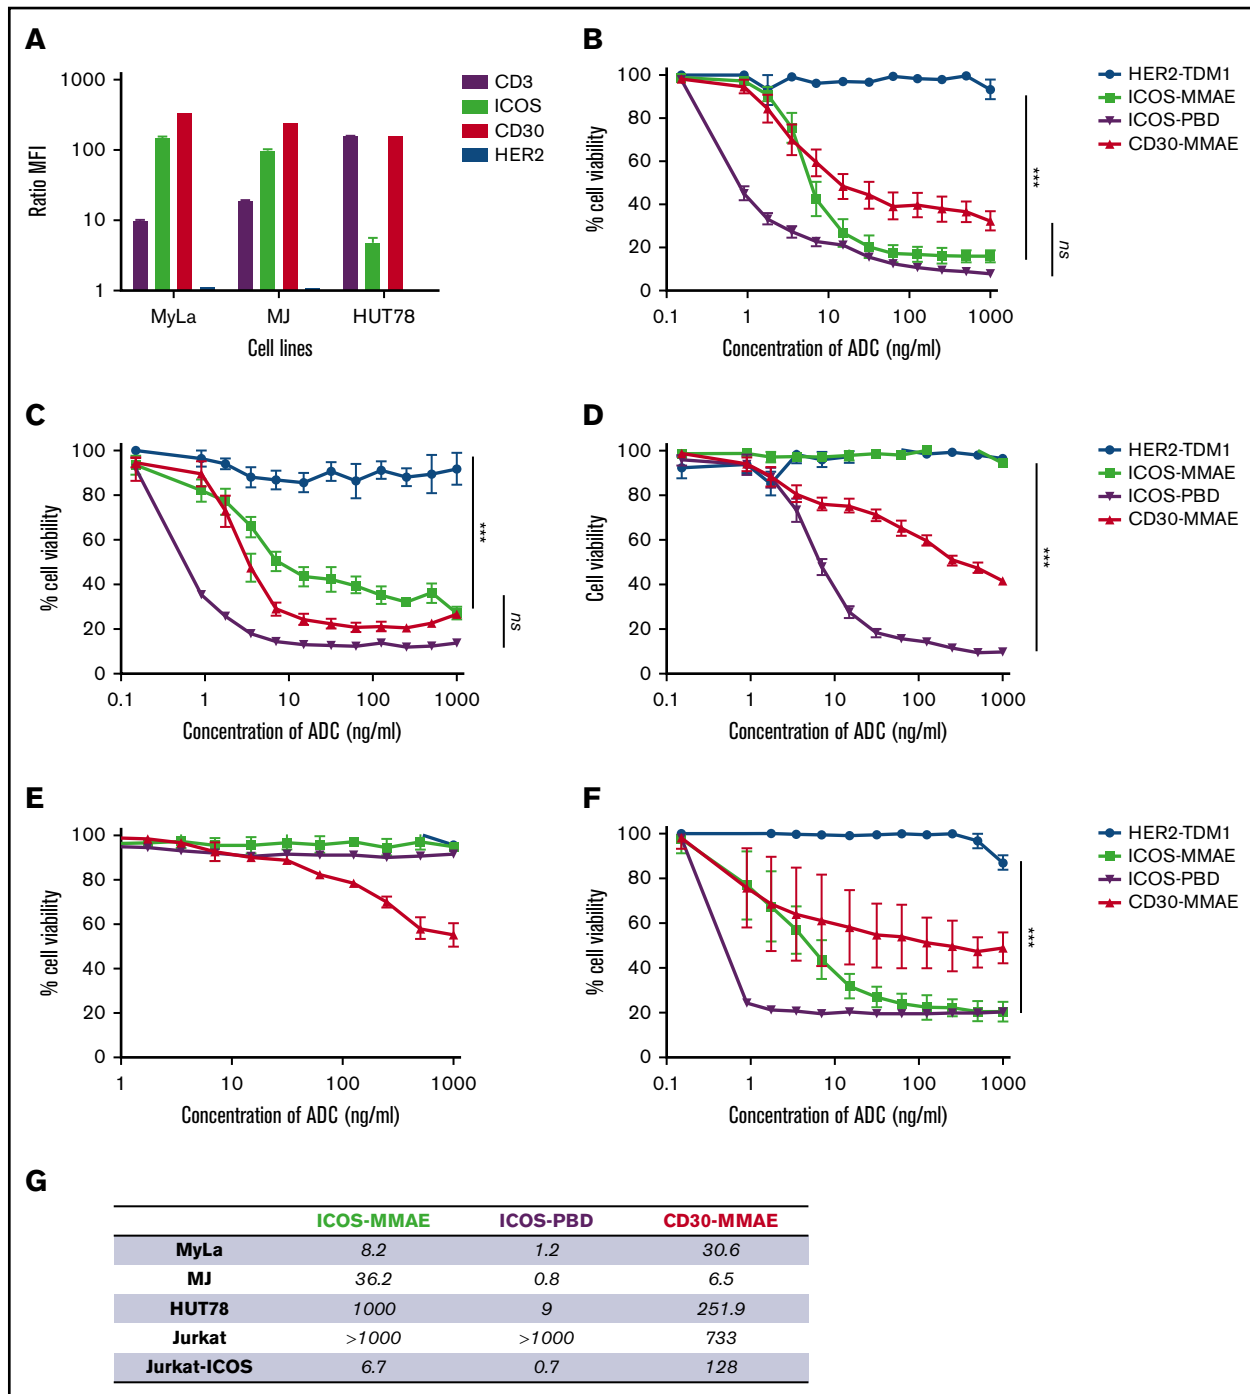 A
1000
100
10
1
Ratio MFI
MyLa
MJ
HUT78
Cell lines
CD3
ICOS
CD30
HER2
B
100
80
60
40
20
0
% cell viability
0.1
1
10
100
1000
Concentration of ADC (ng/ml)
***
ns
HER2-TDM1
ICOS-MMAE
ICOS-PBD
CD30-MMAE
C
100
80
60
40
20
0
% cell viability
0.1
1
10
100
1000
Concentration of ADC (ng/ml)
***
ns
D
100
80
60
40
20
0
Cell viability
0.1
1
10
100
1000
Concentration of ADC (ng/ml)
***
HER2-TDM1
ICOS-MMAE
ICOS-PBD
CD30-MMAE
E
100
80
60
40
20
0
% cell viability
1
10
100
1000
Concentration of ADC (ng/ml)
F
100
80
60
40
20
0
% cell viability
0.1
1
10
100
1000
Concentration of ADC (ng/ml)
***
HER2-TDM1
ICOS-MMAE
ICOS-PBD
CD30-MMAE
G
ICOS-MMAE ICOS-PBD CD30-MMAE
MyLa 8.2 1.2 30.6
MJ 36.2 0.8 6.5
HUT78 1000 9 251.9
Jurkat >1000 >1000 733
Jurkat-ICOS 6.7 0.7 128